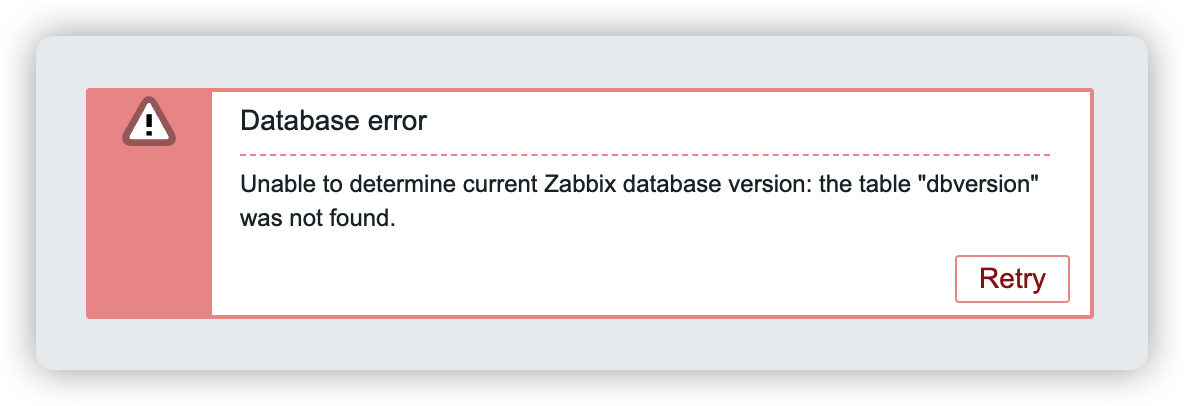 Database error
Unable to determine current Zabbix database version: the table "dbversion"
was not found.
Retry